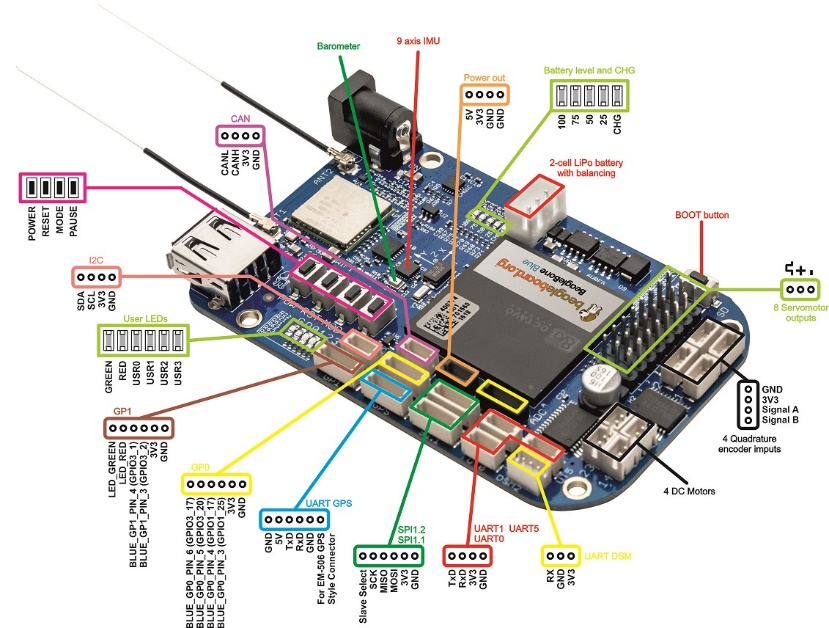 Barometer
9 axis IMU
Power out
5V
3V3
GND
GND
Battery level and CHG
100
75
50
25
CHG
CAN
CANL
CANH
3V3
GND
2-cell LiPo battery
with balancing
POWER
RESET
MODE
PAUSE
ANT2
BOOT button
I2C
SDA
SCL
3V3
GND
beagleboard.org
BeagleBone Blue
8 Servomotor
outputs
User LEDs
GREEN
RED
USR0
USR1
USR2
USR3
GND
3V3
Signal A
Signal B
4 Quadrature
encoder imputs
GP1
LED_GREEN
LED_RED
BLUE_GP1_PIN_4 (GPIO3_1)
BLUE_GP1_PIN_3 (GPIO3_2)
3V3
GND
GP0
BLUE_GP0_PIN_6 (GPIO3_17)
BLUE_GP0_PIN_5 (GPIO3_20)
BLUE_GP0_PIN_4 (GPIO1_17)
BLUE_GP0_PIN_3 (GPIO1_25)
3V3
GND
4 DC Motors
UART GPS
GND
5V
TxD
RxD
GND
For EM-506 GPS
Style Connector
SPI1.2
SPI1.1
Slave Select
SCK
MISO
MOSI
3V3
GND
UART1 UART5
UART0
TxD
RxD
3V3
GND
UART DSM
RX
GND
3V3